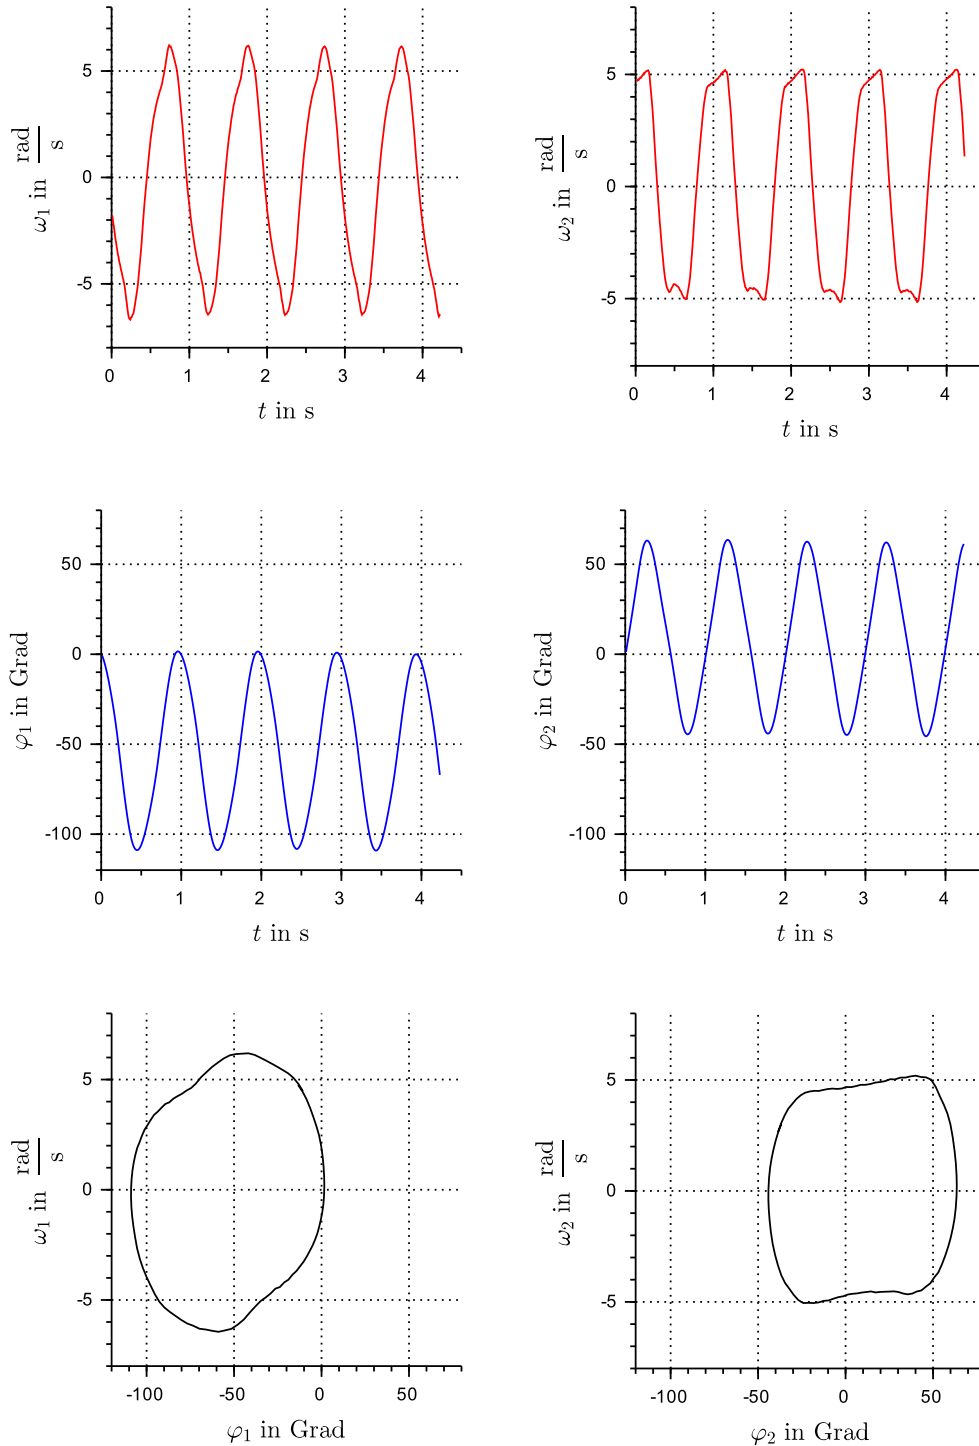 5
0
-5
ω₁ in rad/s
0 1 2 3 4
t in s
5
0
-5
ω₂ in rad/s
0 1 2 3 4
t in s
50
0
-50
-100
φ₁ in Grad
0 1 2 3 4
t in s
50
0
-50
-100
φ₂ in Grad
0 1 2 3 4
t in s
5
0
-5
ω₁ in rad/s
-100 -50 0 50
φ₁ in Grad
5
0
-5
ω₂ in rad/s
-100 -50 0 50
φ₂ in Grad